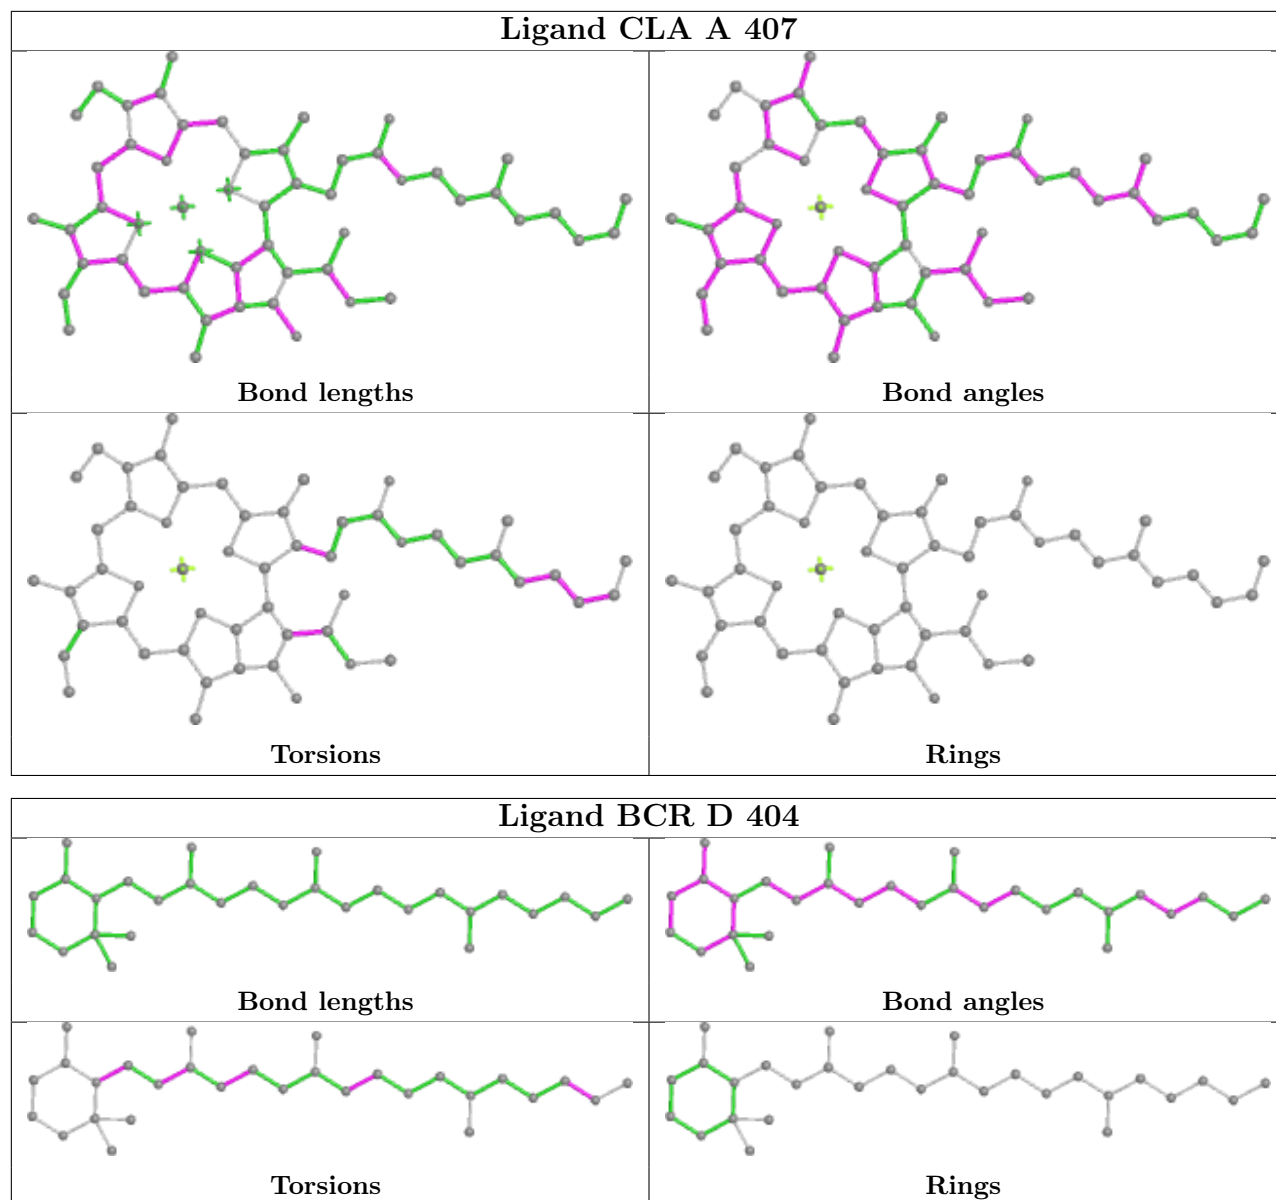 Ligand CLA A 407
Bond lengths
Bond angles
Torsions
Rings
Ligand BCR D 404
Bond lengths
Bond angles
Torsions
Rings